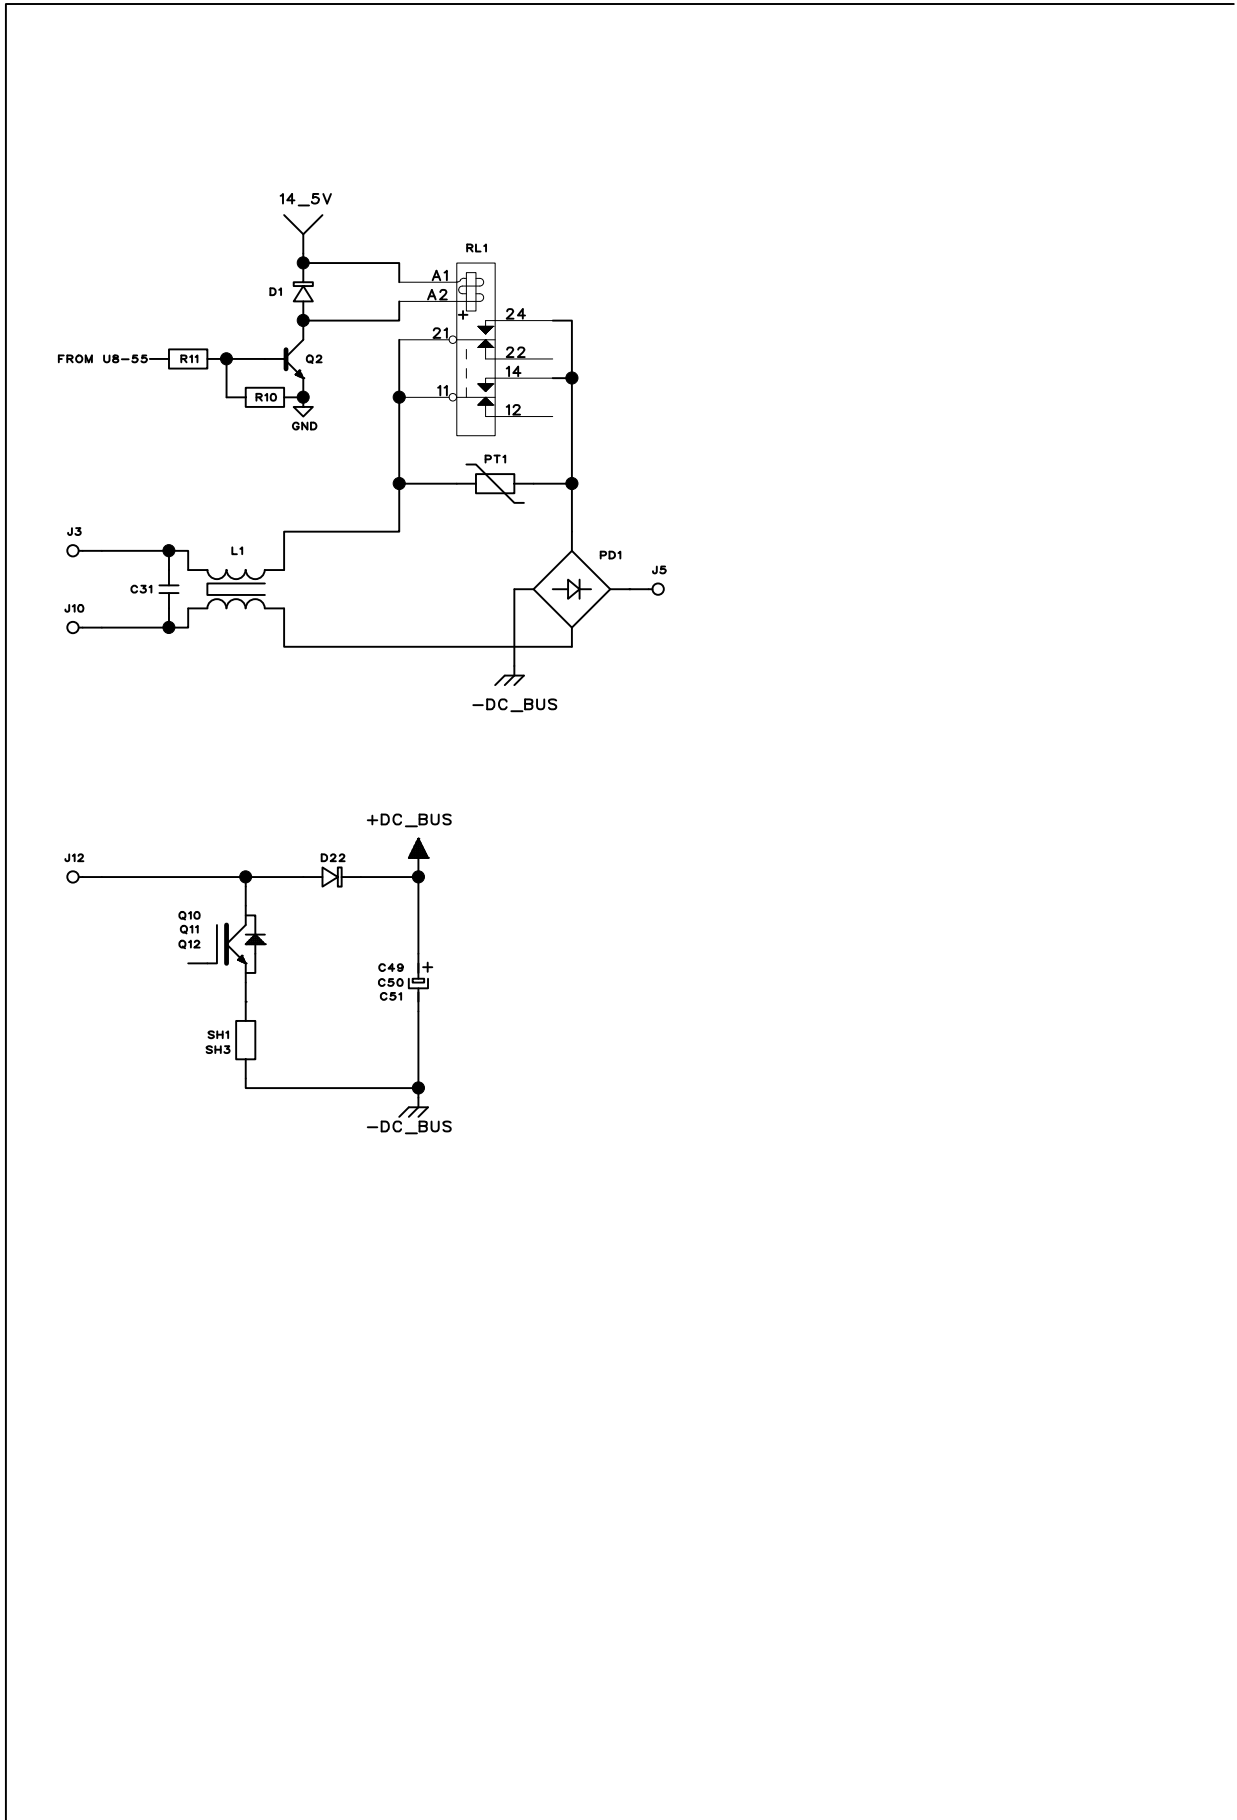 14_5V
RL1
A1
D1
A2
+
24
21
FROM U8-55
R11
Q2
22
14
11
R10
12
GND
PT1
J3
L1
PD1
J5
C31
J10
-DC_BUS
+DC_BUS
J12
D22
Q10
Q11
Q12
C49
+
C50
C51
SH1
SH3
-DC_BUS